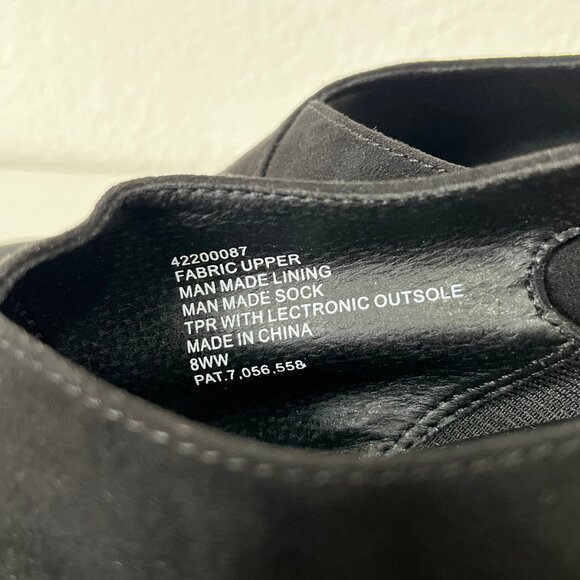 42200087
FABRIC UPPER
MAN MADE LINING
MAN MADE SOCK
TPR WITH LECTRONIC OUTSOLE
MADE IN CHINA
8WW
PAT.7,056,558